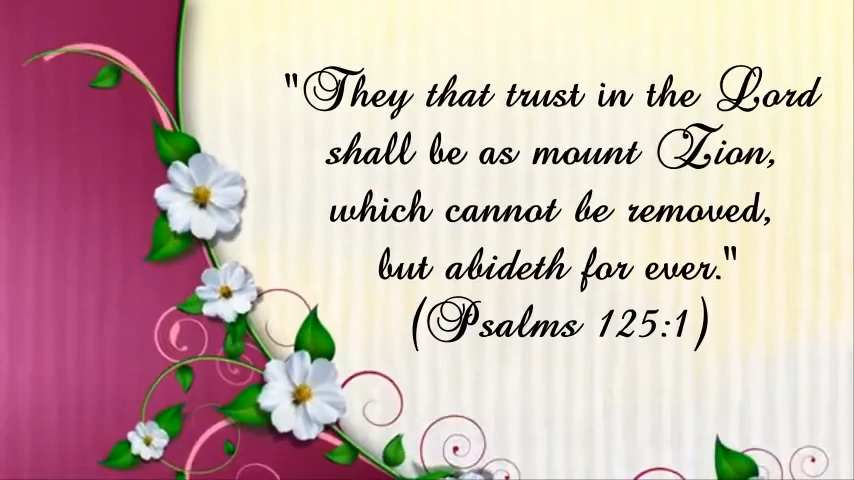 "They that trust in the Lord
shall be as mount Zion,
which cannot be removed,
but abideth for ever."
(Psalms 125:1)